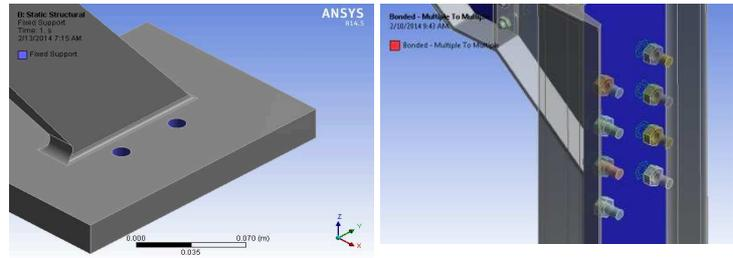 B: Static Structural
Fixed Support
Time: 1. s
2/13/2014 7:15 AM
Fixed Support
ANSYS
R14.5
0.000
0.070 (m)
0.035
Z
Y
X
Bonded - Multiple To Multiple
2/10/2014 9:43 AM
Bonded - Multiple To Multiple